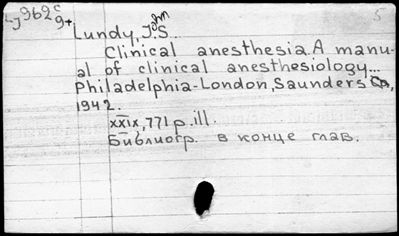 Lj962c
9+
Lundy, John S.
Clinical anesthesia. A manu-
al of clinical anesthesiology...
Philadelphia-London, Saunders Co,
1942.
xxix, 771 p. ill.
Библиогр. в конце глав.
5